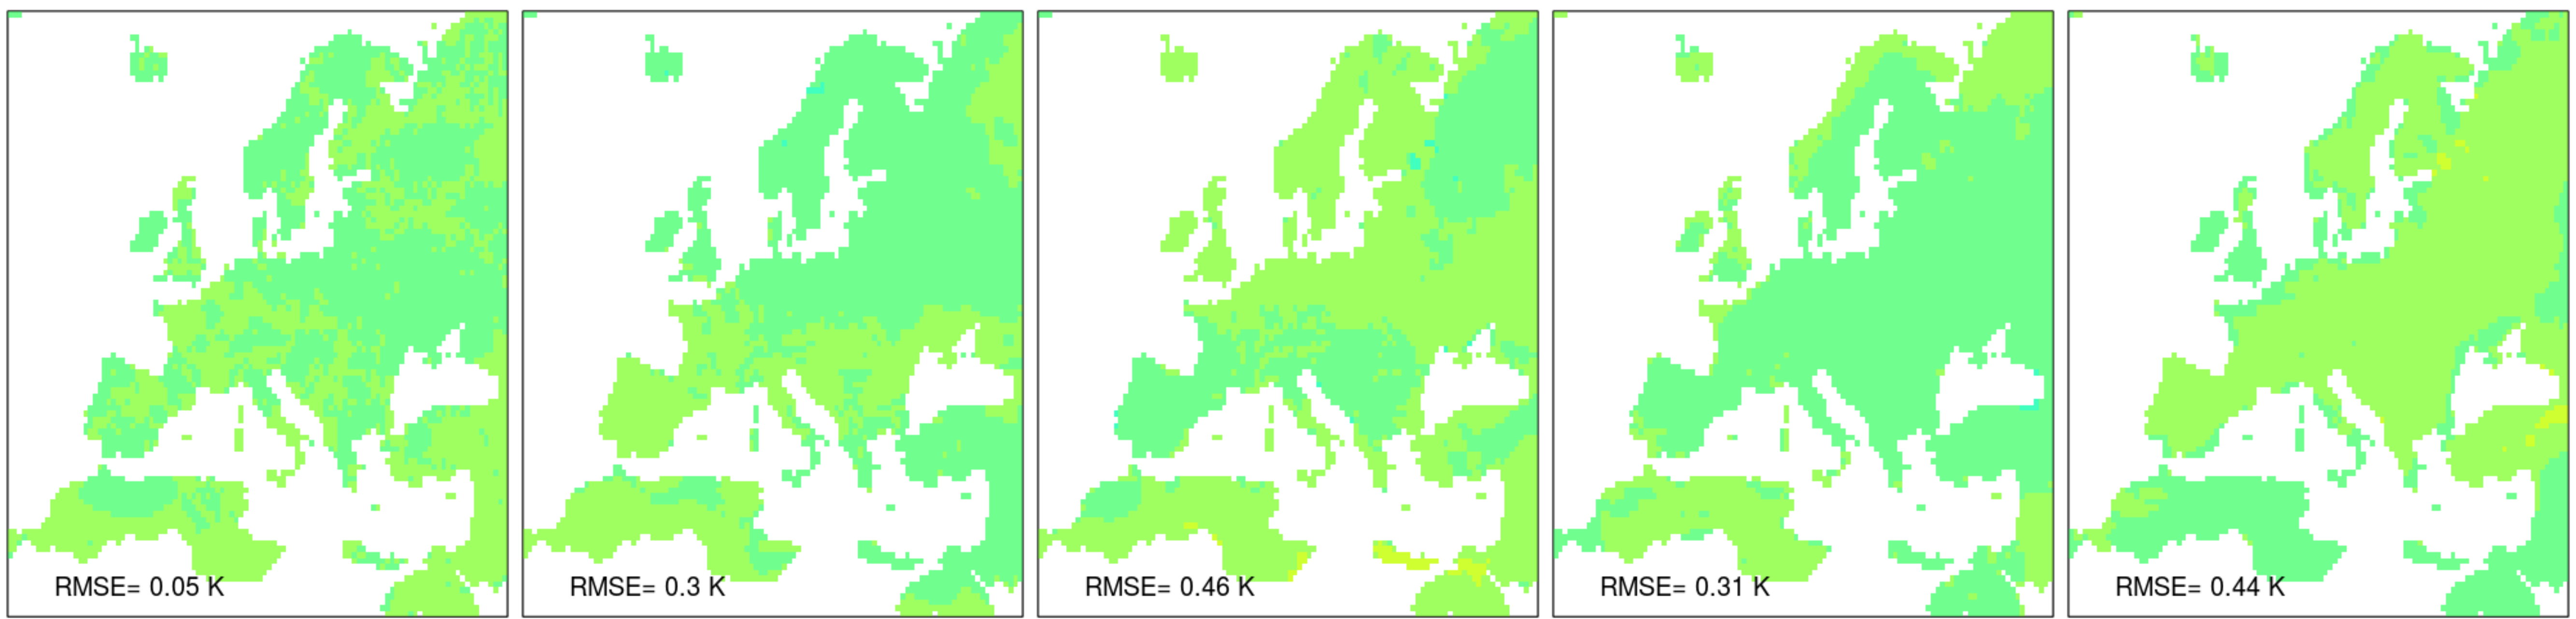 RMSE= 0.05 K
RMSE= 0.3 K
RMSE= 0.46 K
RMSE= 0.31 K
RMSE= 0.44 K